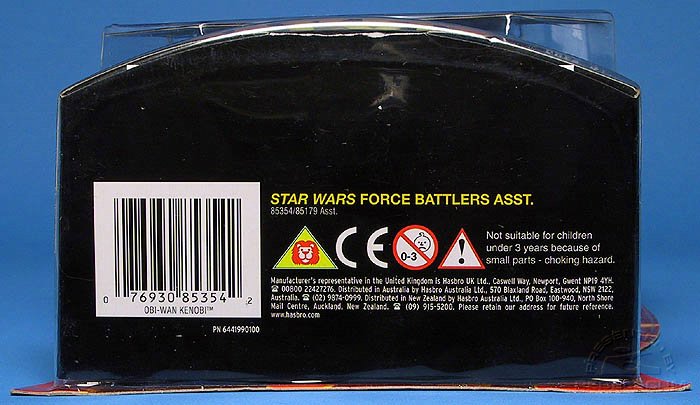 STAR WARS FORCE BATTLERS ASST.
85354/85179 Asst.
CE
0-3
Not suitable for children
under 3 years because of
small parts - choking hazard.
Manufacturer's representative in the United Kingdom is Hasbro UK Ltd., Caswell Way, Newport, Gwent NP19 4YH.
☎ 00800 22427276. Distributed in Australia by Hasbro Australia Ltd., 570 Blaxland Road, Eastwood, NSW 2122,
Australia. ☎ (02) 9874-0999. Distributed in New Zealand by Hasbro Australia Ltd., PO Box 100-940, North Shore
Mail Centre, Auckland, New Zealand. ☎ (09) 915-5200. Please retain our address for future reference.
www.hasbro.com
0 76930 85354 2
OBI-WAN KENOBI™
PN 6441990100